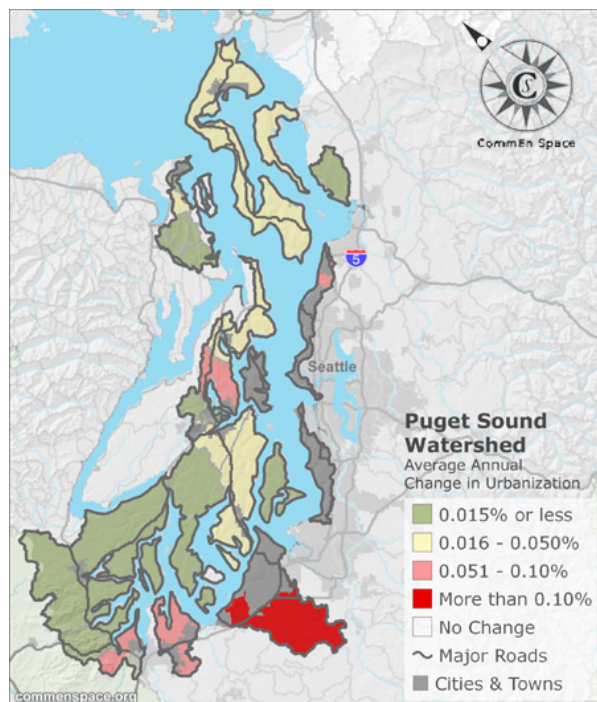 CS
CommEn Space
5
Seattle
Puget Sound
Watershed
Average Annual
Change in Urbanization
0.015% or less
0.016 - 0.050%
0.051 - 0.10%
More than 0.10%
No Change
Major Roads
Cities & Towns
commenspace.org